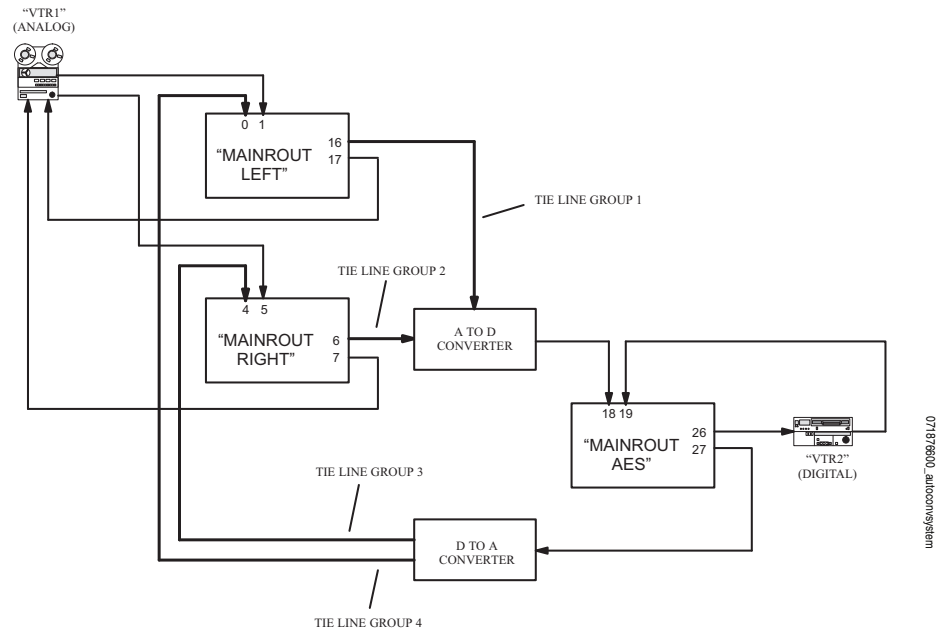 “VTR1”
(ANALOG)
0 1
“MAINROUT
LEFT”
16
17
TIE LINE GROUP 1
TIE LINE GROUP 2
4 5
“MAINROUT
RIGHT”
6
7
A TO D
CONVERTER
18 19
“MAINROUT
AES”
26
27
“VTR2”
(DIGITAL)
TIE LINE GROUP 3
D TO A
CONVERTER
TIE LINE GROUP 4
071876600_autoconvsystem